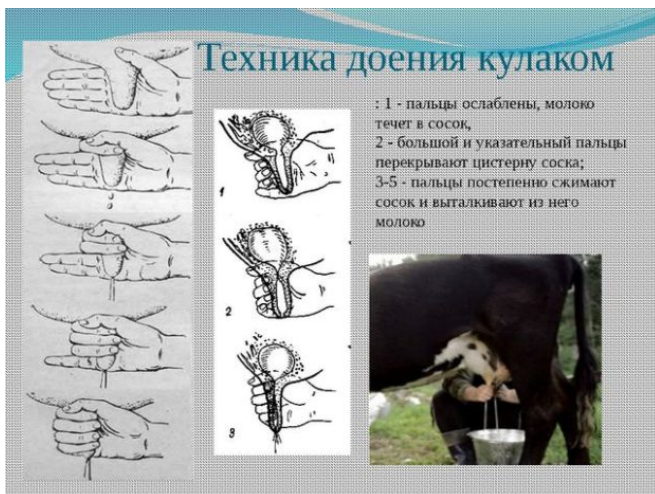 Техника доения кулаком
: 1 - пальцы ослаблены, молоко
течет в сосок,
2 - большой и указательный пальцы
перекрывают цистерну соска;
3-5 - пальцы постепенно сжимают
сосок и выталкивают из него
молоко
1
2
3